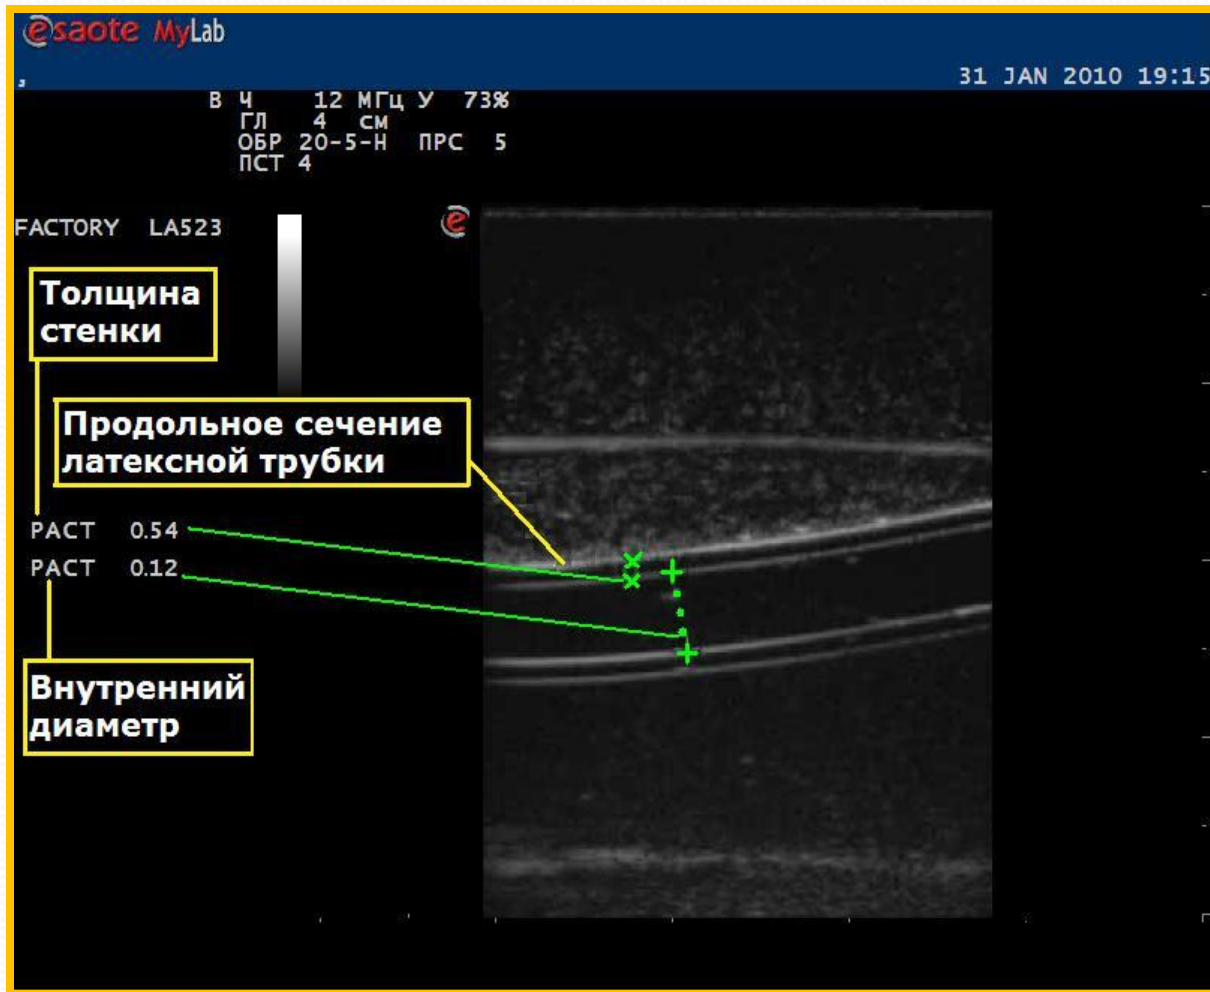 esaote MyLab
,
31 JAN 2010 19:15
В Ч 12 МГц У 73%
ГЛ 4 см
ОБР 20-5-Н ПРС 5
ПСТ 4
FACTORY LA523
e
Толщина
стенки
Продольное сечение
латексной трубки
РАСТ 0.54
РАСТ 0.12
Внутренний
диаметр